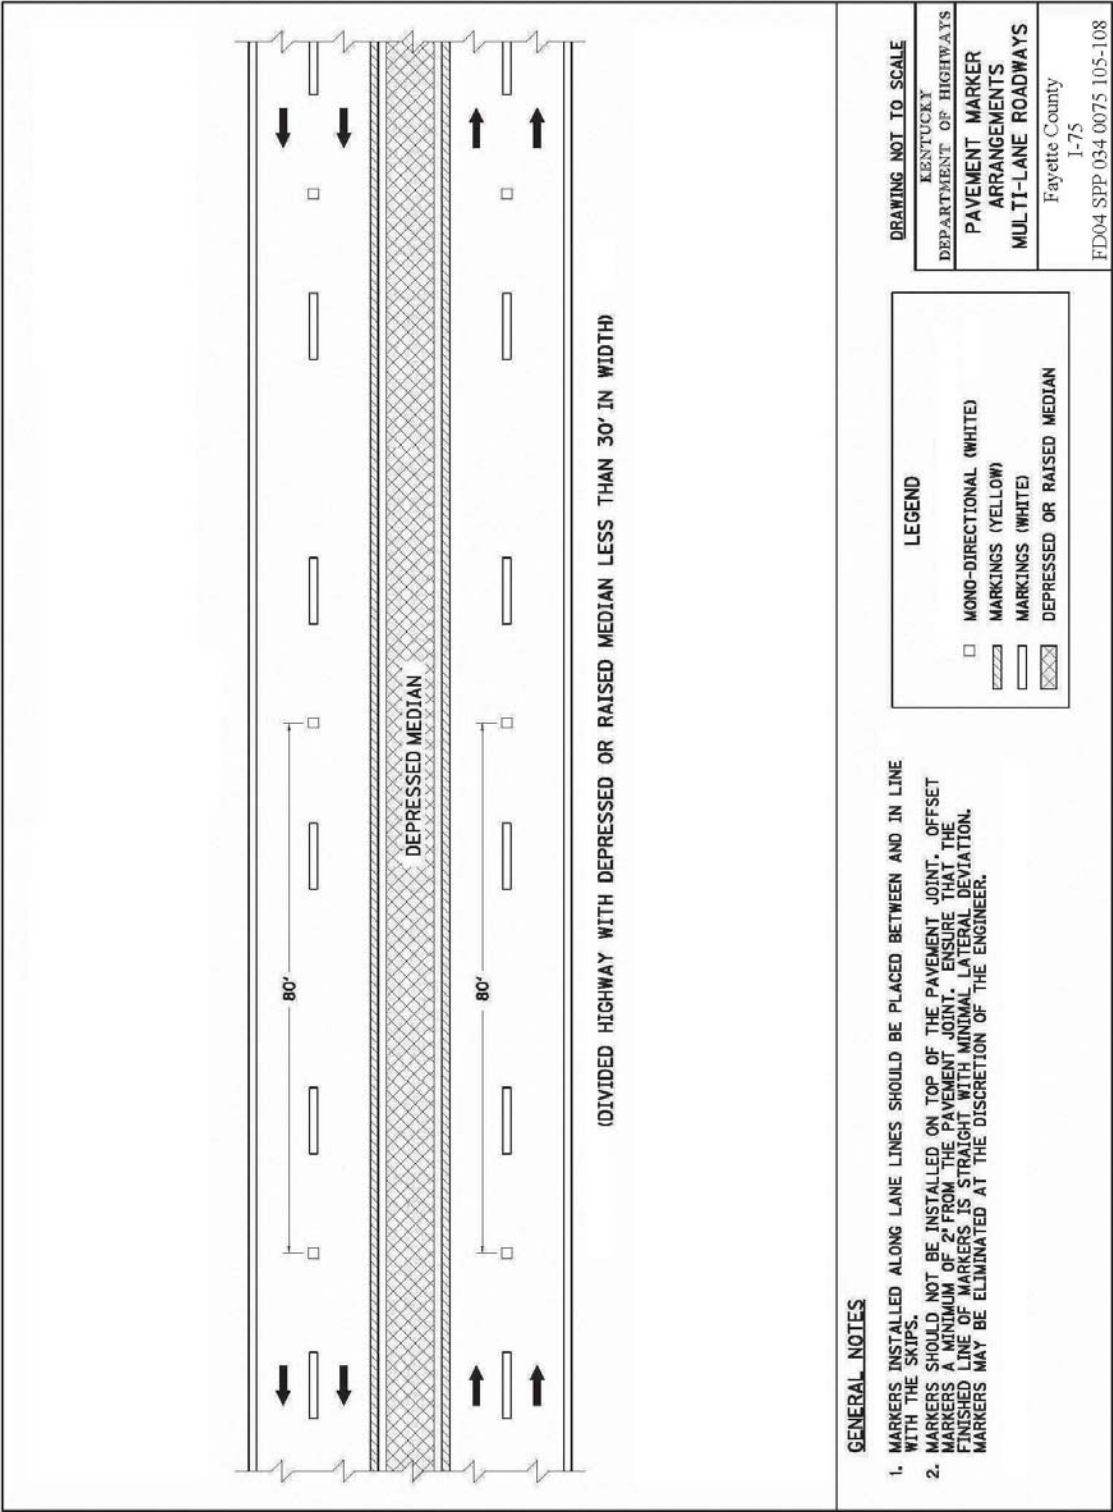 80'
80'
DEPRESSED MEDIAN
(DIVIDED HIGHWAY WITH DEPRESSED OR RAISED MEDIAN LESS THAN 30' IN WIDTH)
GENERAL NOTES
1. MARKERS INSTALLED ALONG LANE LINES SHOULD BE PLACED BETWEEN AND IN LINE
WITH THE SKIPS.
2. MARKERS SHOULD NOT BE INSTALLED ON TOP OF THE PAVEMENT JOINT. OFFSET
MARKERS A MINIMUM OF 2" FROM THE PAVEMENT JOINT. ENSURE THAT THE
FINISHED LINE OF MARKERS IS STRAIGHT WITH MINIMAL LATERAL DEVIATION.
MARKERS MAY BE ELIMINATED AT THE DISCRETION OF THE ENGINEER.
LEGEND
MONO-DIRECTIONAL (WHITE)
MARKINGS (YELLOW)
MARKINGS (WHITE)
DEPRESSED OR RAISED MEDIAN
DRAWING NOT TO SCALE
KENTUCKY
DEPARTMENT OF HIGHWAYS
PAVEMENT MARKER
ARRANGEMENTS
MULTI-LANE ROADWAYS
Fayette County
I-75
FD04 SPP 034 0075 105-108